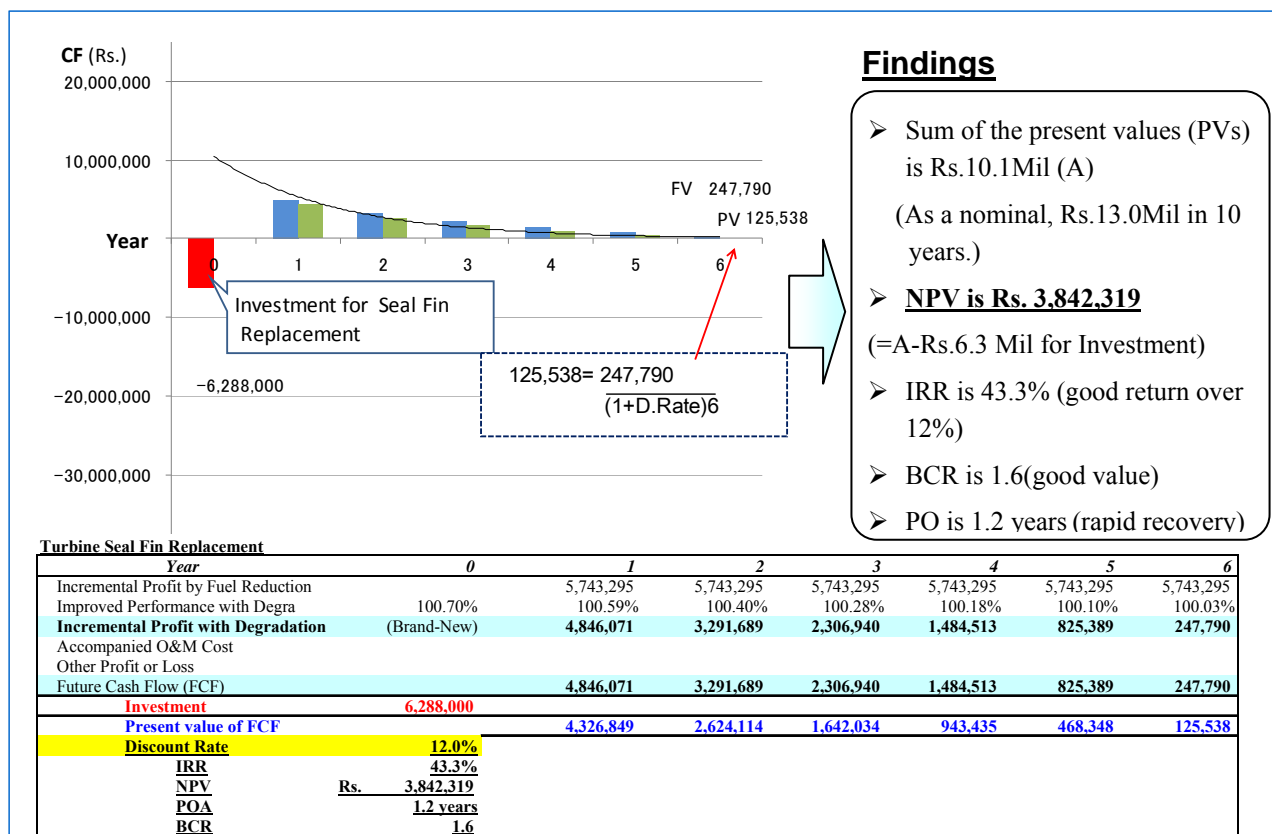 CF (Rs.)
20,000,000
10,000,000
FV 247,790
PV 125,538
Year
0 1 2 3 4 5 6
Investment for Seal Fin
Replacement
−10,000,000
−6,288,000
125,538= 247,790
(1+D.Rate)6
−20,000,000
−30,000,000
Findings
➢ Sum of the present values (PVs)
is Rs.10.1Mil (A)
(As a nominal, Rs.13.0Mil in 10
years.)
➢ NPV is Rs. 3,842,319
(=A-Rs.6.3 Mil for Investment)
➢ IRR is 43.3% (good return over
12%)
➢ BCR is 1.6(good value)
➢ PO is 1.2 years (rapid recovery)
Turbine Seal Fin Replacement
Year 0 1 2 3 4 5 6
Incremental Profit by Fuel Reduction 5,743,295 5,743,295 5,743,295 5,743,295 5,743,295 5,743,295
Improved Performance with Degra 100.70% 100.59% 100.40% 100.28% 100.18% 100.10% 100.03%
Incremental Profit with Degradation (Brand-New) 4,846,071 3,291,689 2,306,940 1,484,513 825,389 247,790
Accompanied O&M Cost
Other Profit or Loss
Future Cash Flow (FCF) 4,846,071 3,291,689 2,306,940 1,484,513 825,389 247,790
Investment 6,288,000
Present value of FCF 4,326,849 2,624,114 1,642,034 943,435 468,348 125,538
Discount Rate 12.0%
IRR 43.3%
NPV Rs. 3,842,319
POA 1.2 years
BCR 1.6